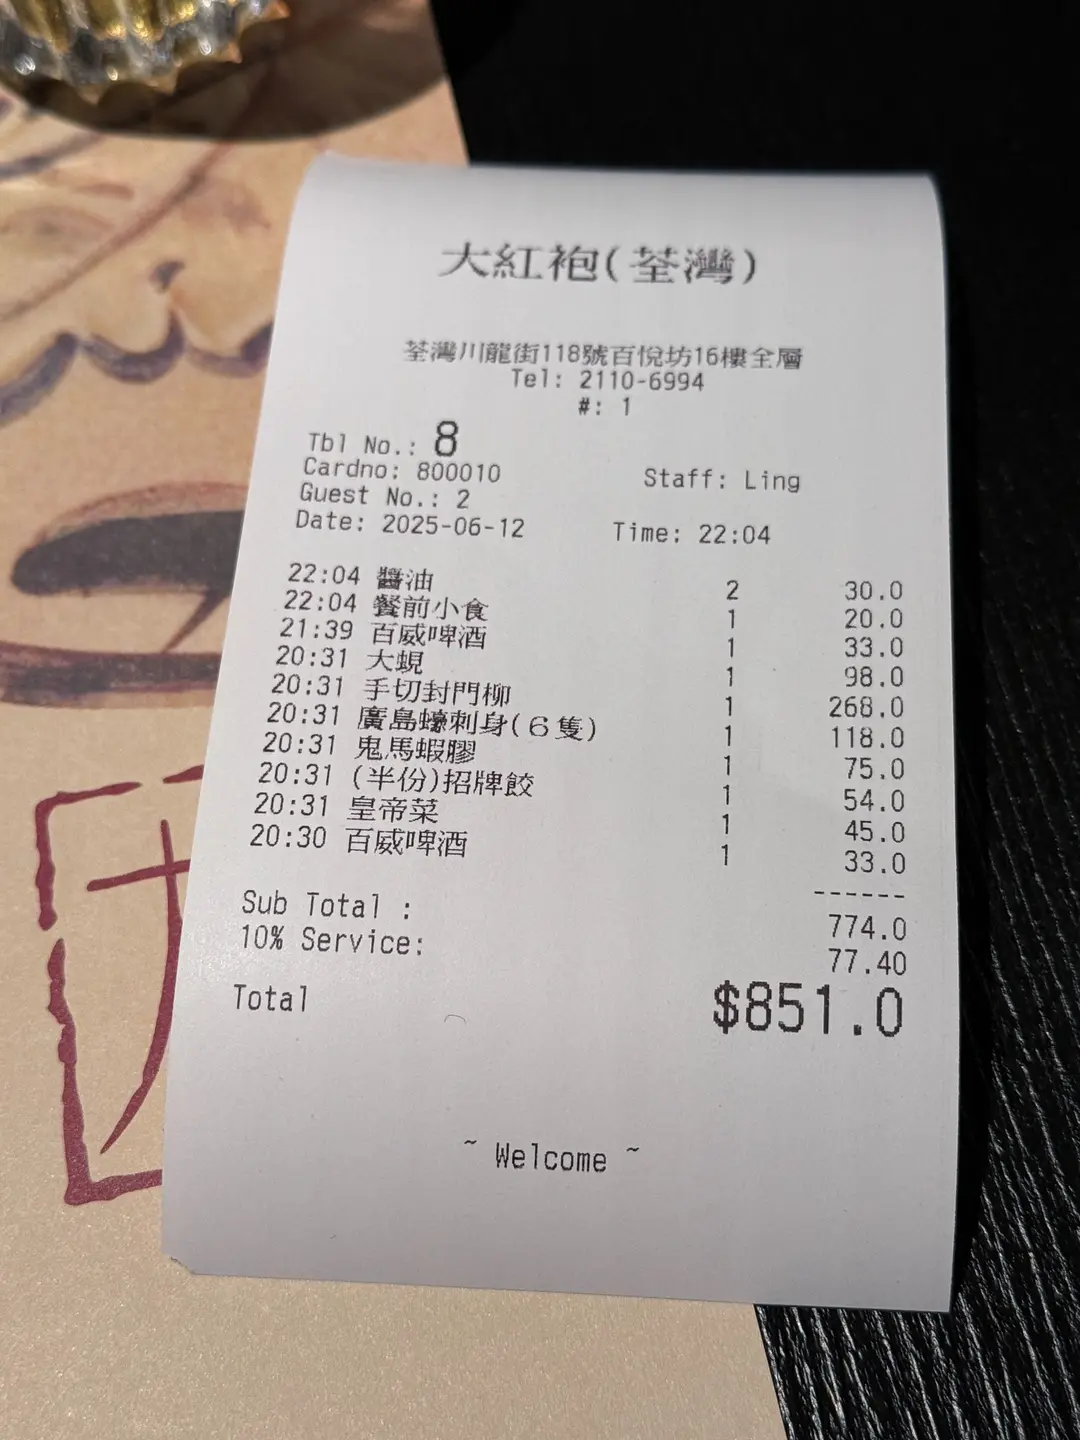 大紅袍(荃灣)
荃灣川龍街118號百悅坊16樓全層
Tel: 2110-6994
#: 1
Tbl No.: 8
Cardno: 800010 Staff: Ling
Guest No.: 2
Date: 2025-06-12 Time: 22:04
22:04 醬油 2 30.0
22:04 餐前小食 1 20.0
21:39 百威啤酒 1 33.0
20:31 大蜆 1 98.0
20:31 手切封門柳 1 268.0
20:31 廣島蠔刺身(6隻) 1 118.0
20:31 鬼馬蝦膠 1 75.0
20:31 (半份)招牌餃 1 54.0
20:31 皇帝菜 1 45.0
20:30 百威啤酒 1 33.0
------
Sub Total : 774.0
10% Service: 77.40
Total $851.0
~ Welcome ~